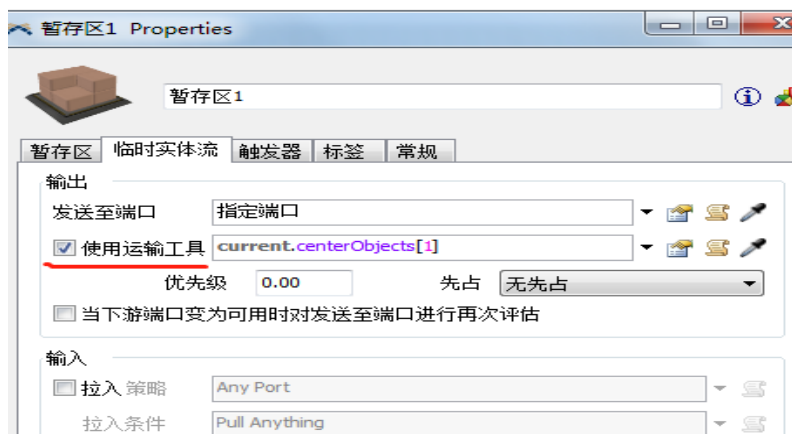 暂存区1 Properties
暂存区1
暂存区 临时实体流 触发器 标签 常规
输出
发送至端口 指定端口
使用运输工具 current.centerObjects[1]
优先级 0.00 先占 无先占
当下游端口变为可用时对发送至端口进行再次评估
输入
拉入 策略 Any Port
拉入条件 Pull Anything